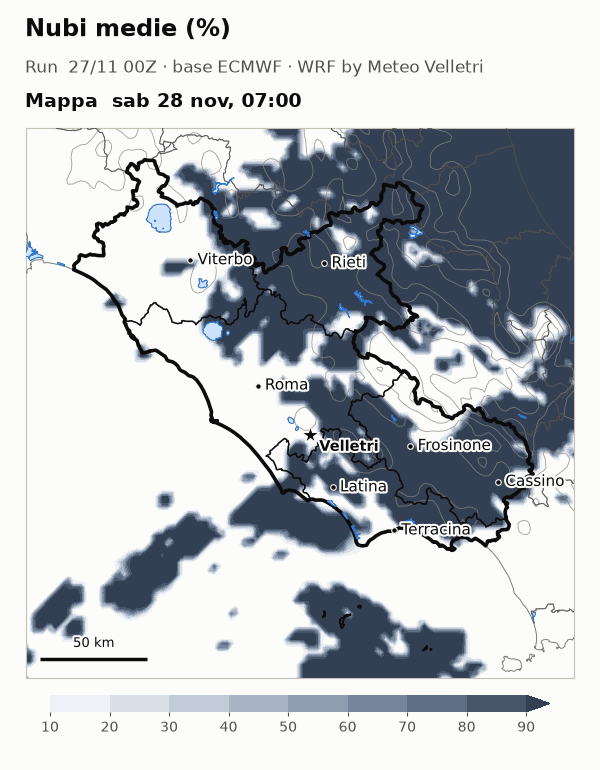 Nubi medie (%)
Run  27/11 00Z · base ECMWF · WRF by Meteo Velletri
Mappa  sab 28 nov, 07:00
Viterbo
Rieti
Roma
Velletri
Frosinone
Cassino
Latina
Terracina
50 km
10 20 30 40 50 60 70 80 90